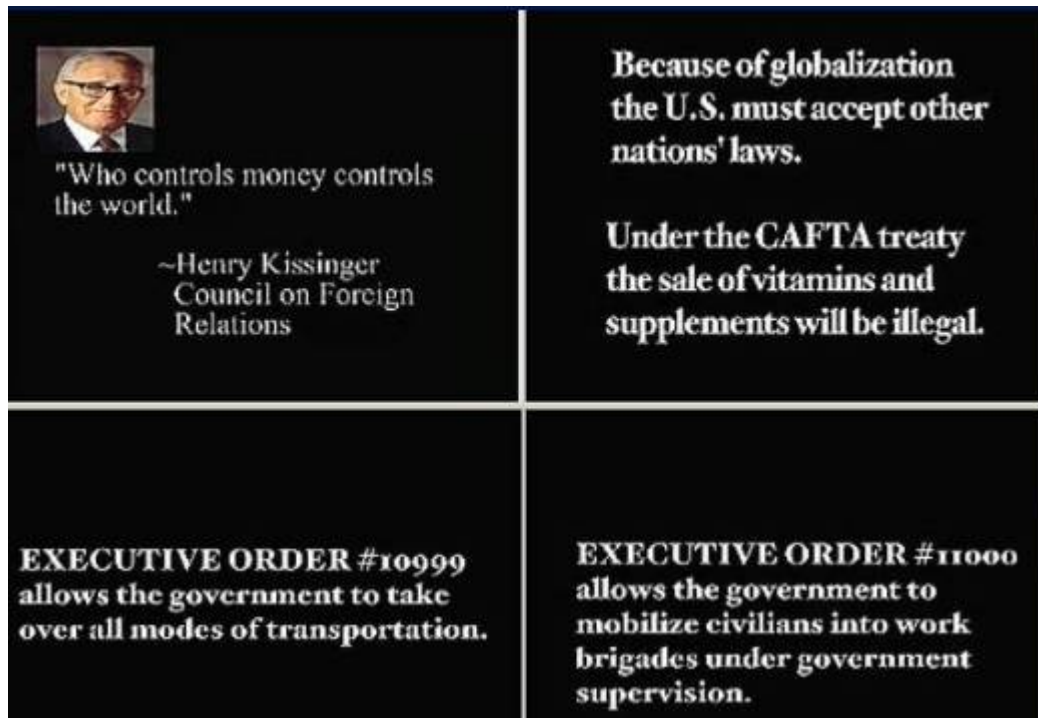 "Who controls money controls
the world."
~Henry Kissinger
Council on Foreign
Relations
Because of globalization
the U.S. must accept other
nations' laws.
Under the CAFTA treaty
the sale of vitamins and
supplements will be illegal.
EXECUTIVE ORDER #10999
allows the government to take
over all modes of transportation.
EXECUTIVE ORDER #11000
allows the government to
mobilize civilians into work
brigades under government
supervision.